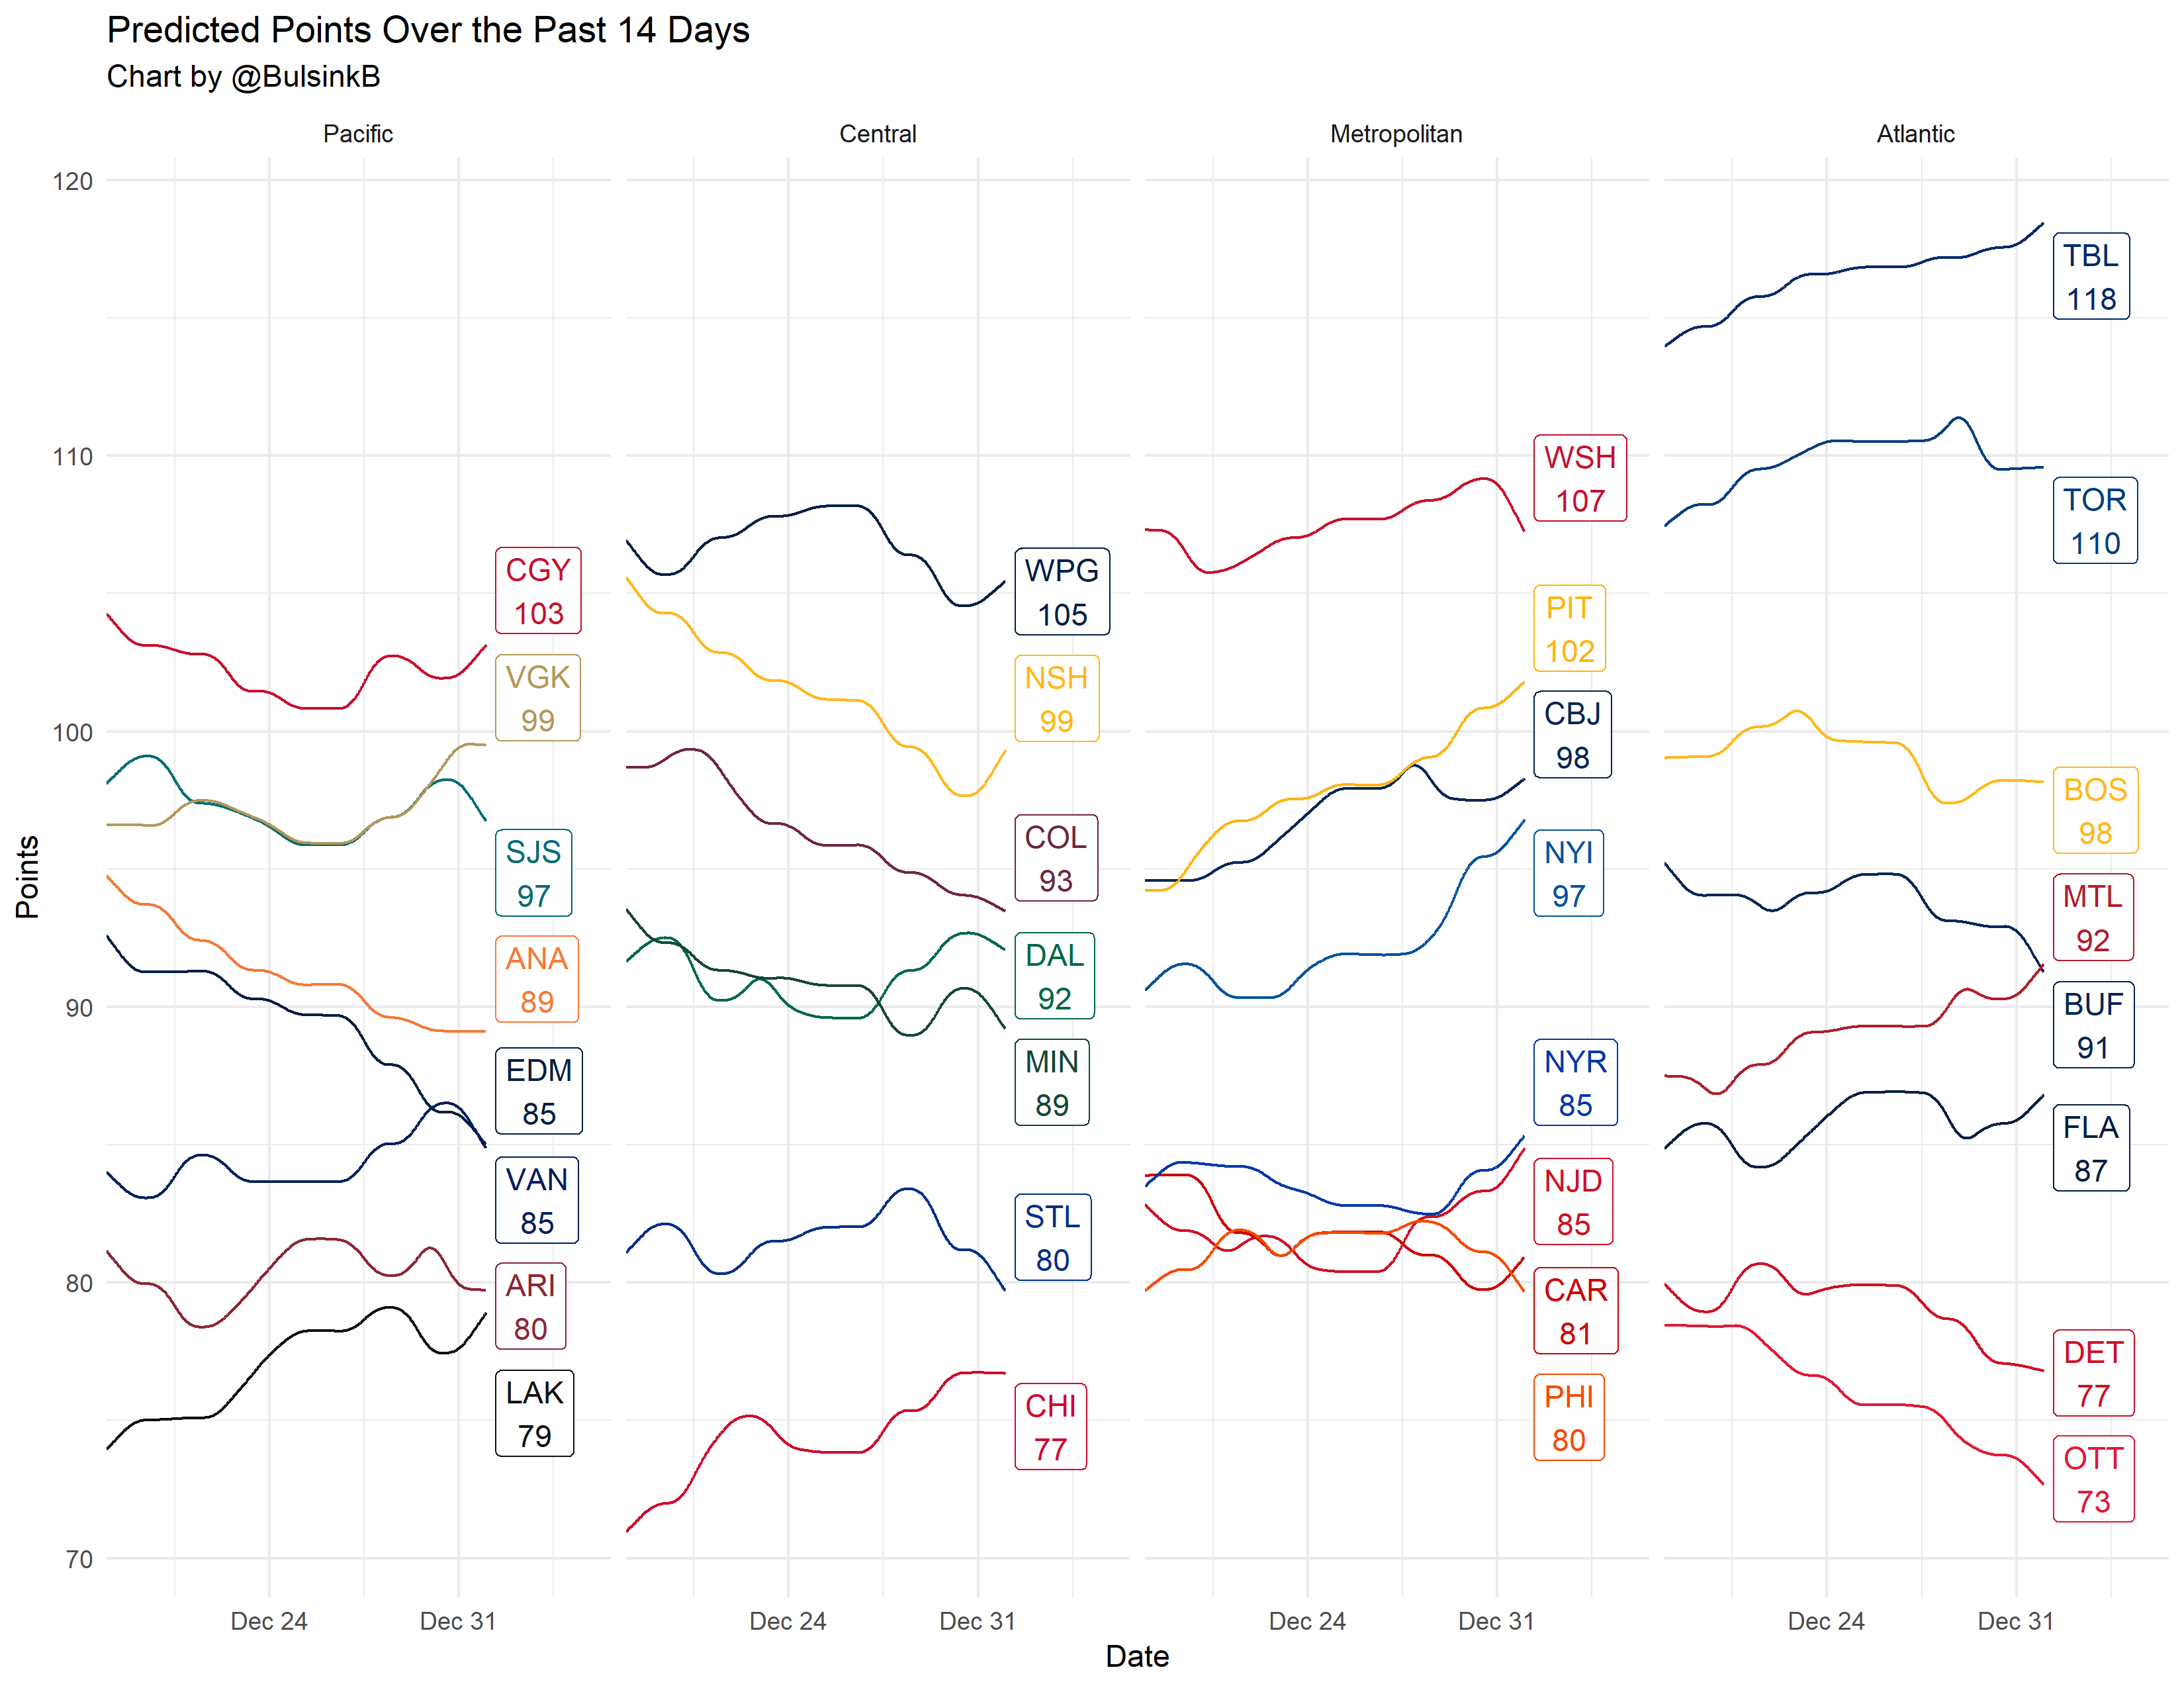 Predicted Points Over the Past 14 Days
Chart by @BulsinkB
Pacific
Central
Metropolitan
Atlantic
Points
120
110
100
90
80
70
CGY
103
VGK
99
SJS
97
ANA
89
EDM
85
VAN
85
ARI
80
LAK
79
WPG
105
NSH
99
COL
93
DAL
92
MIN
89
STL
80
CHI
77
WSH
107
PIT
102
CBJ
98
NYI
97
NYR
85
NJD
85
CAR
81
PHI
80
TBL
118
TOR
110
BOS
98
MTL
92
BUF
91
FLA
87
DET
77
OTT
73
Dec 24
Dec 31
Dec 24
Dec 31
Dec 24
Dec 31
Dec 24
Dec 31
Date